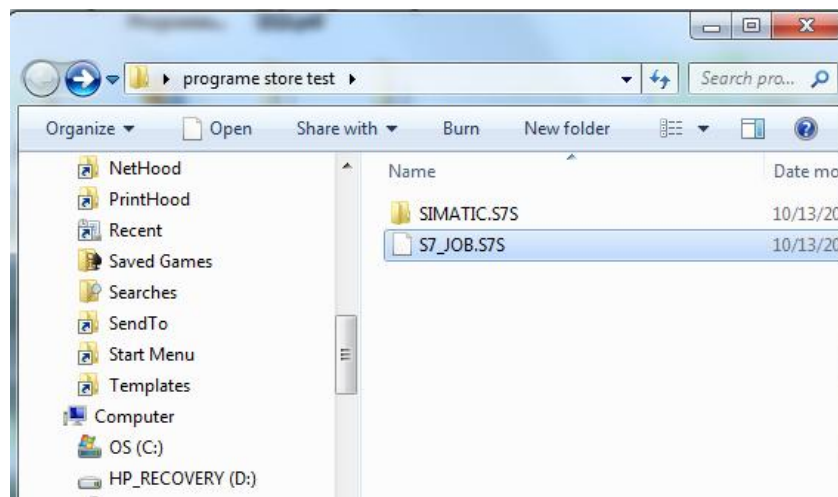 programe store test
Search pro...
Organize
Open
Share with
Burn
New folder
NetHood
PrintHood
Recent
Saved Games
Searches
SendTo
Start Menu
Templates
Computer
OS (C:)
HP_RECOVERY (D:)
Name
Date mo
SIMATIC.S7S
10/13/20
S7_JOB.S7S
10/13/20